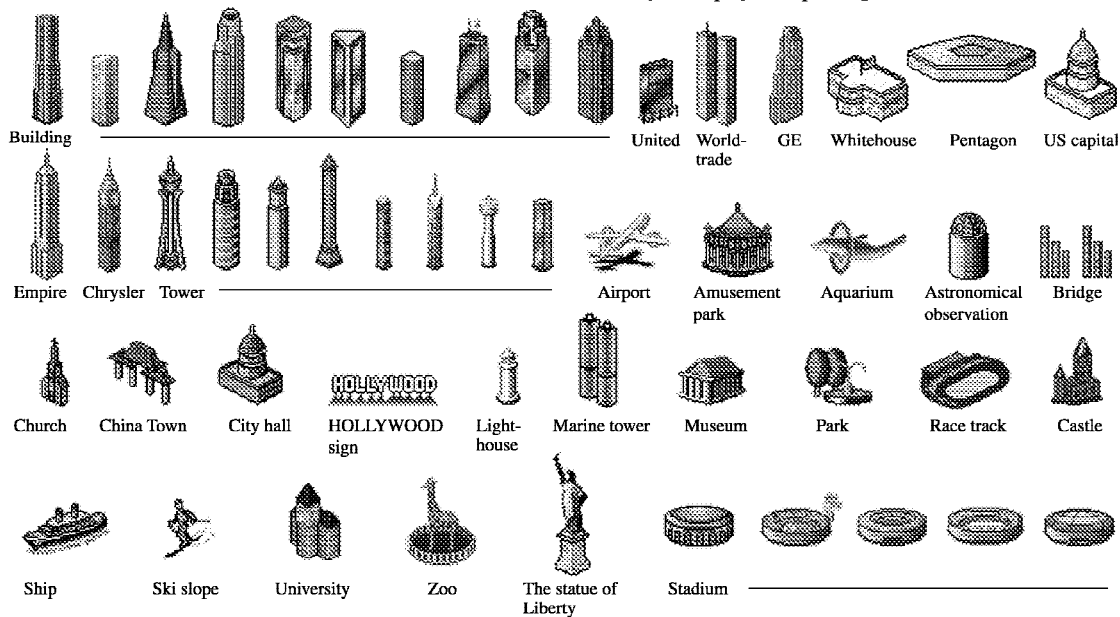 Building
United
World-
trade
GE
Whitehouse
Pentagon
US capital
Empire
Chrysler
Tower
Airport
Amusement
park
Aquarium
Astronomical
observation
Bridge
HOLLYWOOD
Church
China Town
City hall
HOLLYWOOD
sign
Light-
house
Marine tower
Museum
Park
Race track
Castle
Ship
Ski slope
University
Zoo
The statue of
Liberty
Stadium